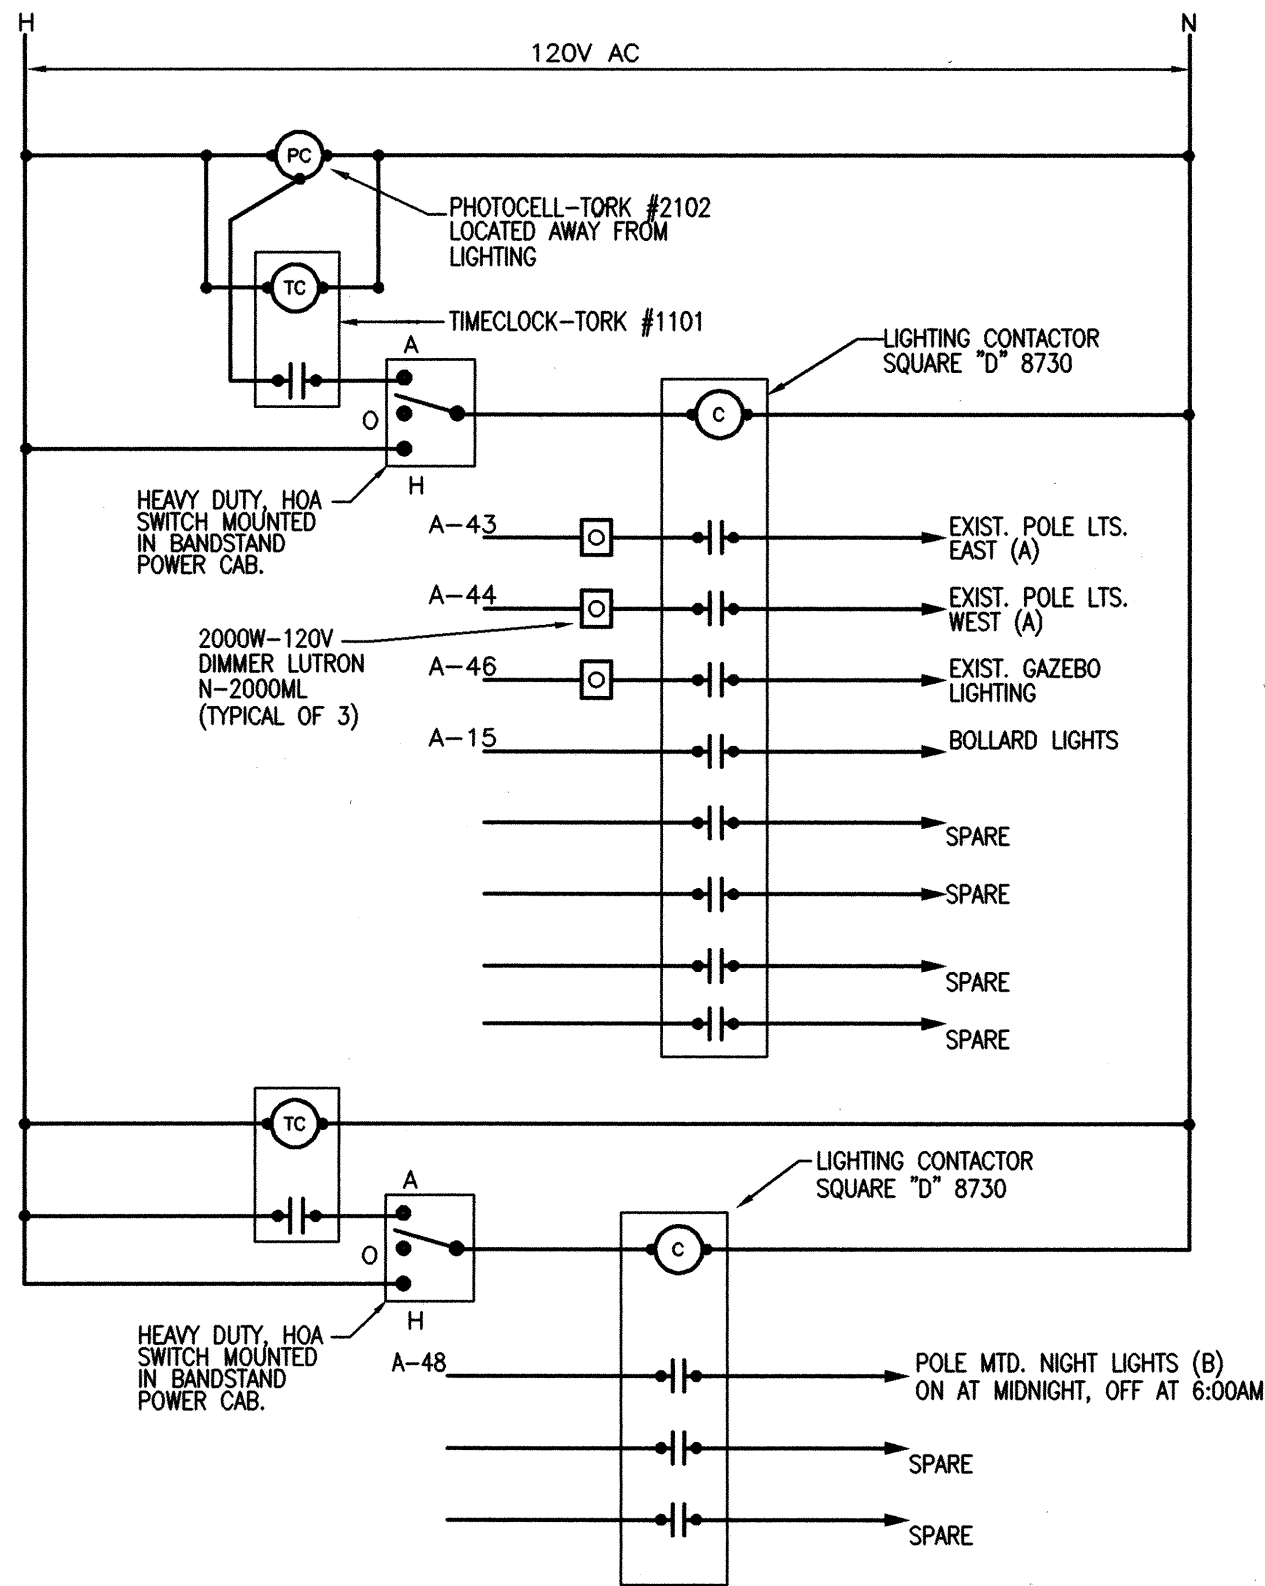 H
N
120V AC
PC
PHOTOCELL-TORK #2102
LOCATED AWAY FROM
LIGHTING
TC
TIMECLOCK-TORK #1101
A
O
H
LIGHTING CONTACTOR
SQUARE "D" 8730
C
HEAVY DUTY, HOA
SWITCH MOUNTED
IN BANDSTAND
POWER CAB.
A-43
EXIST. POLE LTS.
EAST (A)
A-44
EXIST. POLE LTS.
WEST (A)
2000W-120V
DIMMER LUTRON
N-2000ML
(TYPICAL OF 3)
A-46
EXIST. GAZEBO
LIGHTING
A-15
BOLLARD LIGHTS
SPARE
SPARE
SPARE
SPARE
TC
A
O
H
LIGHTING CONTACTOR
SQUARE "D" 8730
C
HEAVY DUTY, HOA
SWITCH MOUNTED
IN BANDSTAND
POWER CAB.
A-48
POLE MTD. NIGHT LIGHTS (B)
ON AT MIDNIGHT, OFF AT 6:00AM
SPARE
SPARE